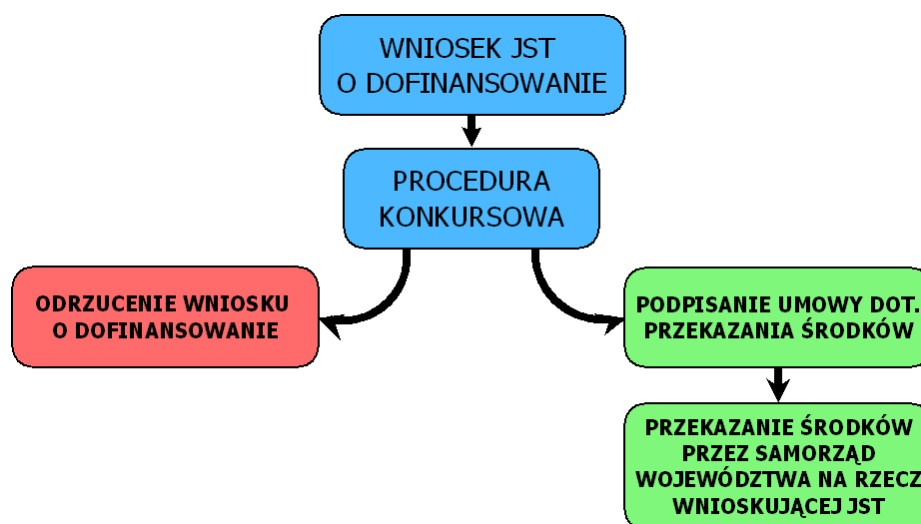 WNIOSEK JST
O DOFINANSOWANIE
PROCEDURA
KONKURSOWA
ODRZUCENIE WNIOSKU
O DOFINANSOWANIE
PODPISANIE UMOWY DOT.
PRZEKAZANIA ŚRODKÓW
PRZEKAZANIE ŚRODKÓW
PRZEZ SAMORZĄD
WOJEWÓDZTWA NA RZECZ
WNIOSKUJĄCEJ JST